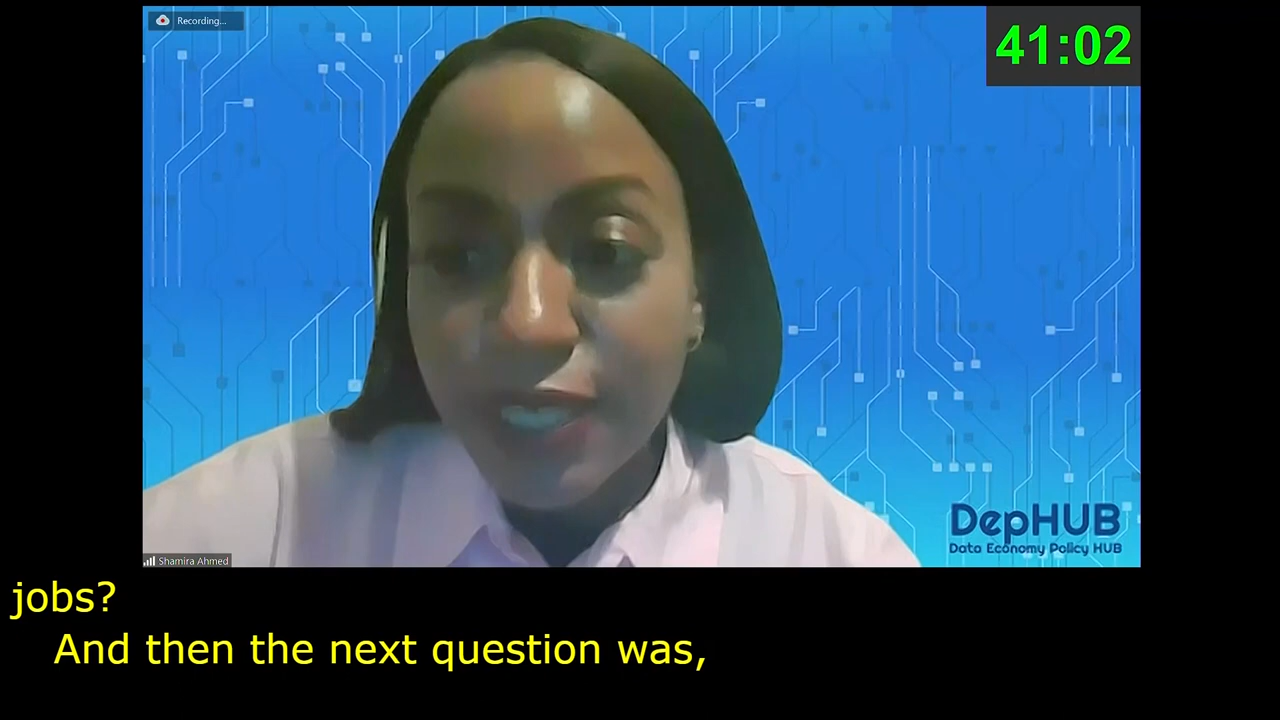 Recording...
41:02
DepHUB
Data Economy Policy HUB
Shamira Ahmed
jobs?
And then the next question was,